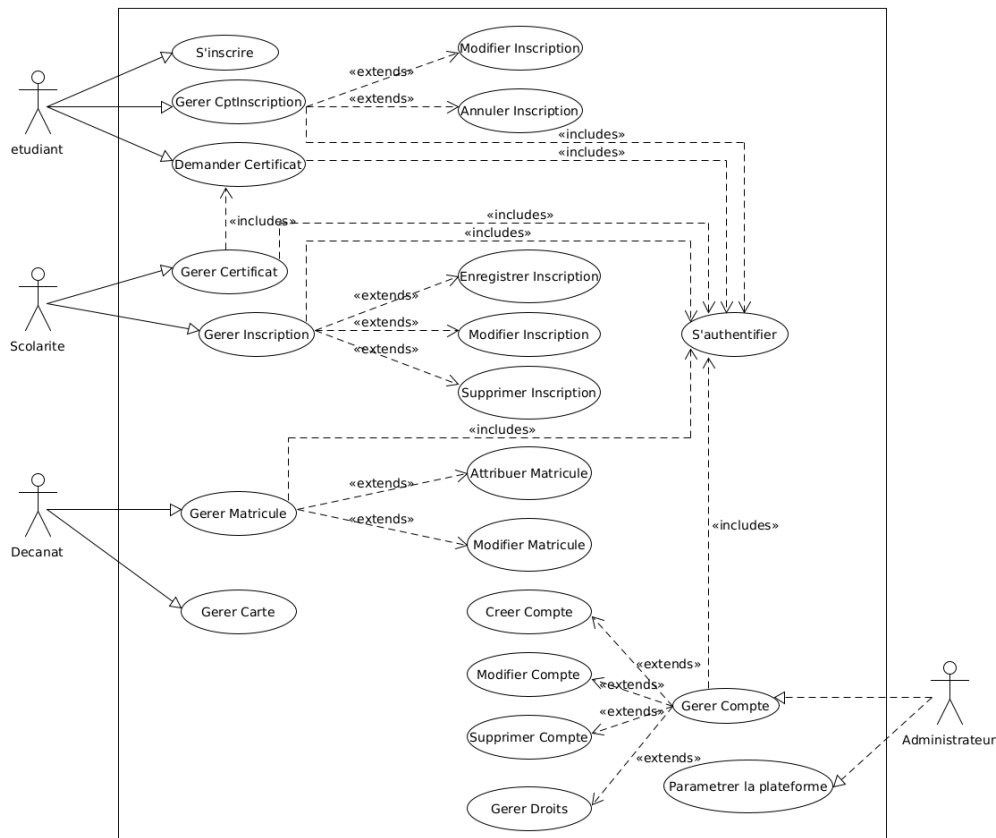 S'inscrire
Modifier Inscription
«extends»
Gerer CptInscription
«extends»
Annuler Inscription
etudiant
«includes»
«includes»
Demander Certificat
«includes»
«includes»
«includes»
Gerer Certificat
Enregistrer Inscription
«extends»
Scolarite
Gerer Inscription
«extends»
Modifier Inscription
S'authentifier
«extends»
Supprimer Inscription
«includes»
Attribuer Matricule
«extends»
Decanat
Gerer Matricule
«extends»
Modifier Matricule
«includes»
Gerer Carte
Creer Compte
«extends»
Modifier Compte
«extends»
Gerer Compte
«extends»
Supprimer Compte
Administrateur
«extends»
Parametrer la plateforme
Gerer Droits